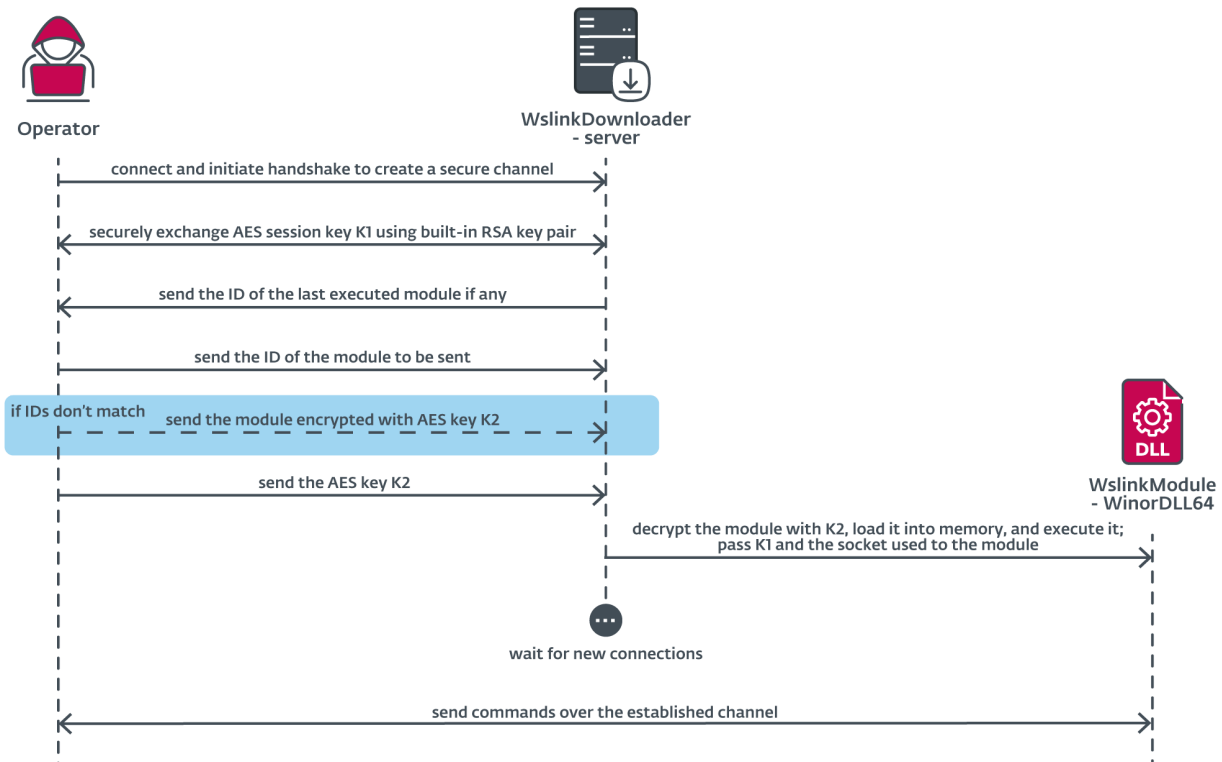 Operator
WslinkDownloader
- server
connect and initiate handshake to create a secure channel
securely exchange AES session key K1 using built-in RSA key pair
send the ID of the last executed module if any
send the ID of the module to be sent
if IDs don't match
send the module encrypted with AES key K2
DLL
send the AES key K2
WslinkModule
- WinorDLL64
decrypt the module with K2, load it into memory, and execute it;
pass K1 and the socket used to the module
wait for new connections
send commands over the established channel